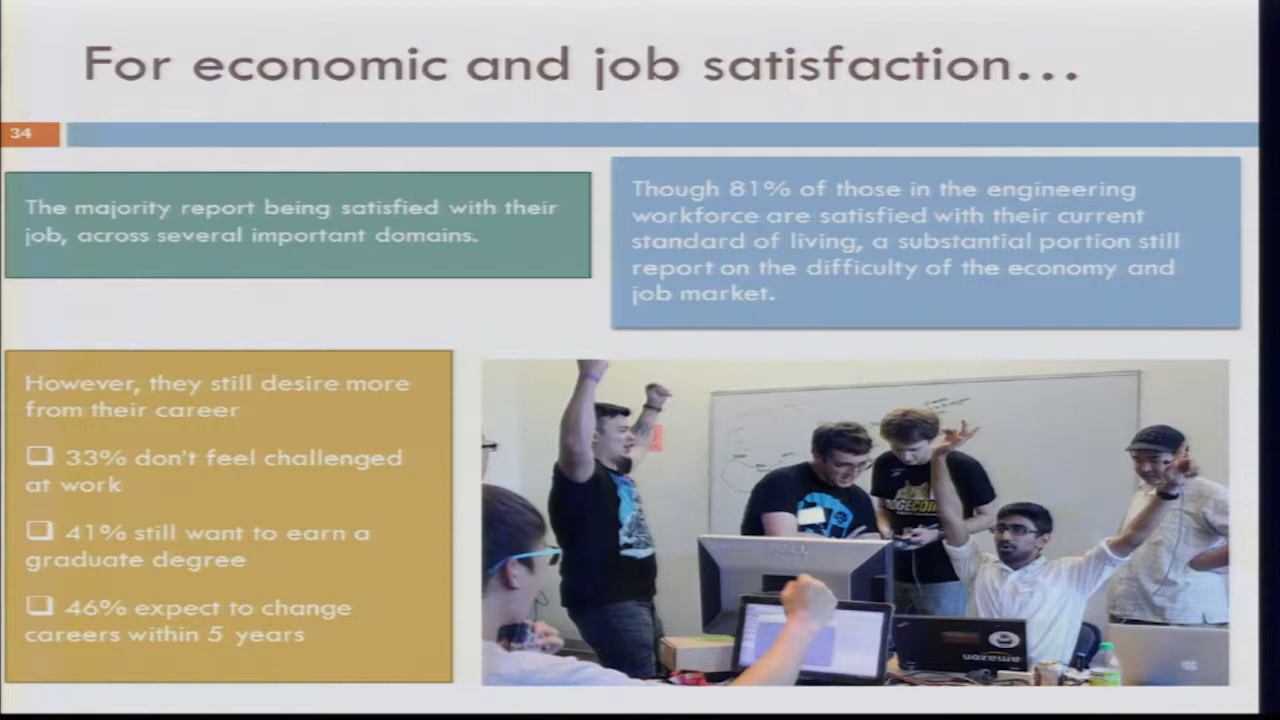 For economic and job satisfaction...
34
The majority report being satisfied with their
job, across several important domains.
Though 81% of those in the engineering
workforce are satisfied with their current
standard of living, a substantial portion still
report on the difficulty of the economy and
job market.
However, they still desire more
from their career
❑ 33% don't feel challenged
at work
❑ 41% still want to earn a
graduate degree
❑ 46% expect to change
careers within 5 years
amazon